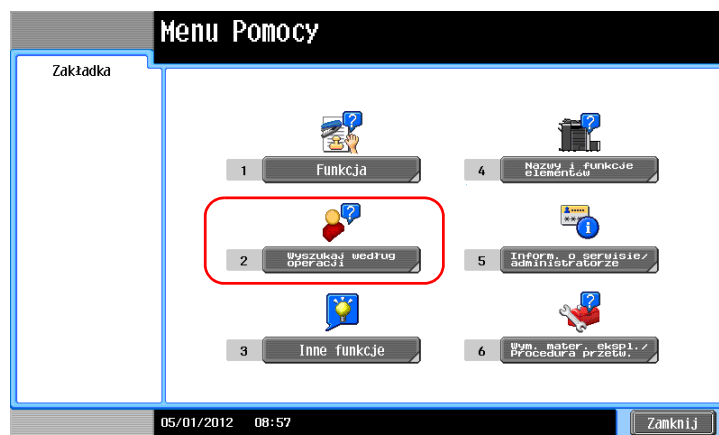 Menu Pomocy
Zakładka
1 Funkcja
4 Nazwy i funkcje
elementów
2 Wyszukaj według
operacji
5 Inform. o serwisie/
administratorze
3 Inne funkcje
6 Wym. mater. ekspl./
Procedura przetw.
05/01/2012 08:57
Zamknij